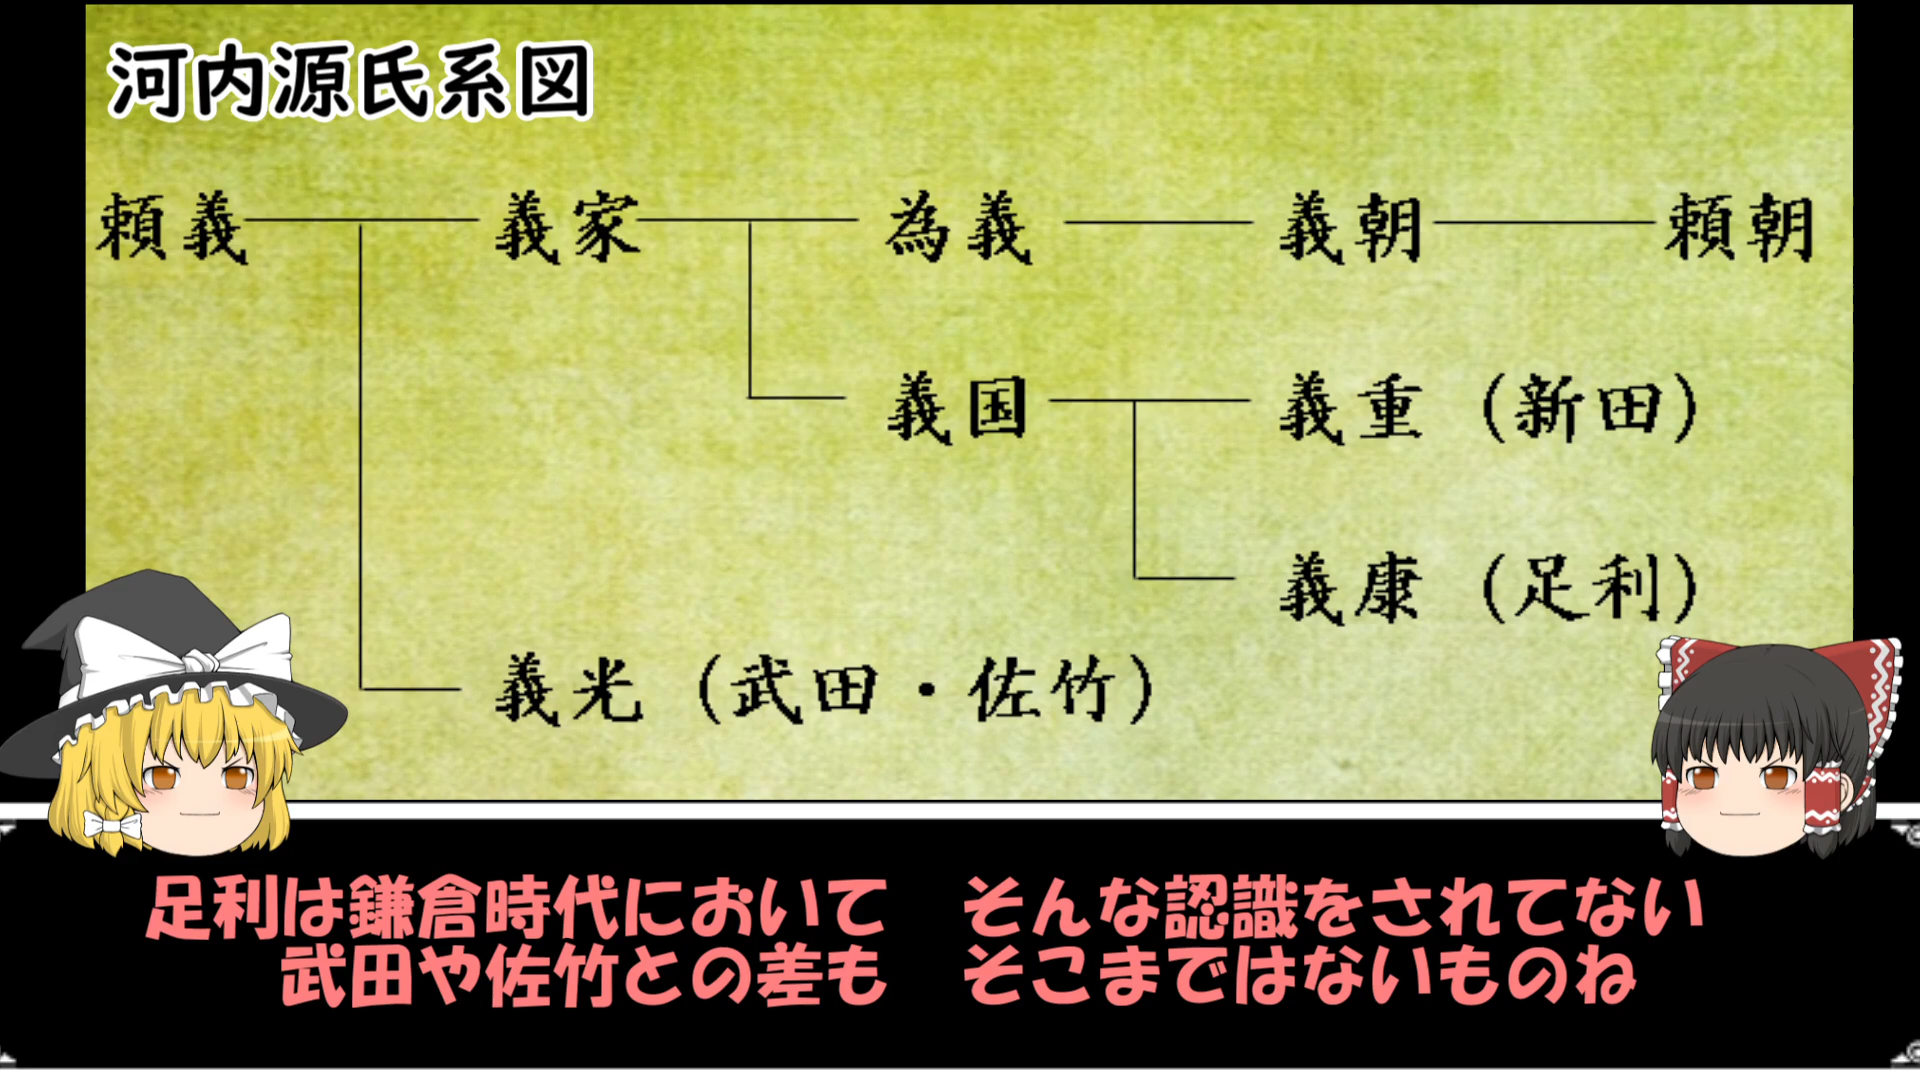 河内源氏系図
頼義 義家 為義 義朝 頼朝
義国 義重（新田）
義康（足利）
義光（武田・佐竹）
足利は鎌倉時代において　そんな認識をされてない
武田や佐竹との差も　そこまではないものね